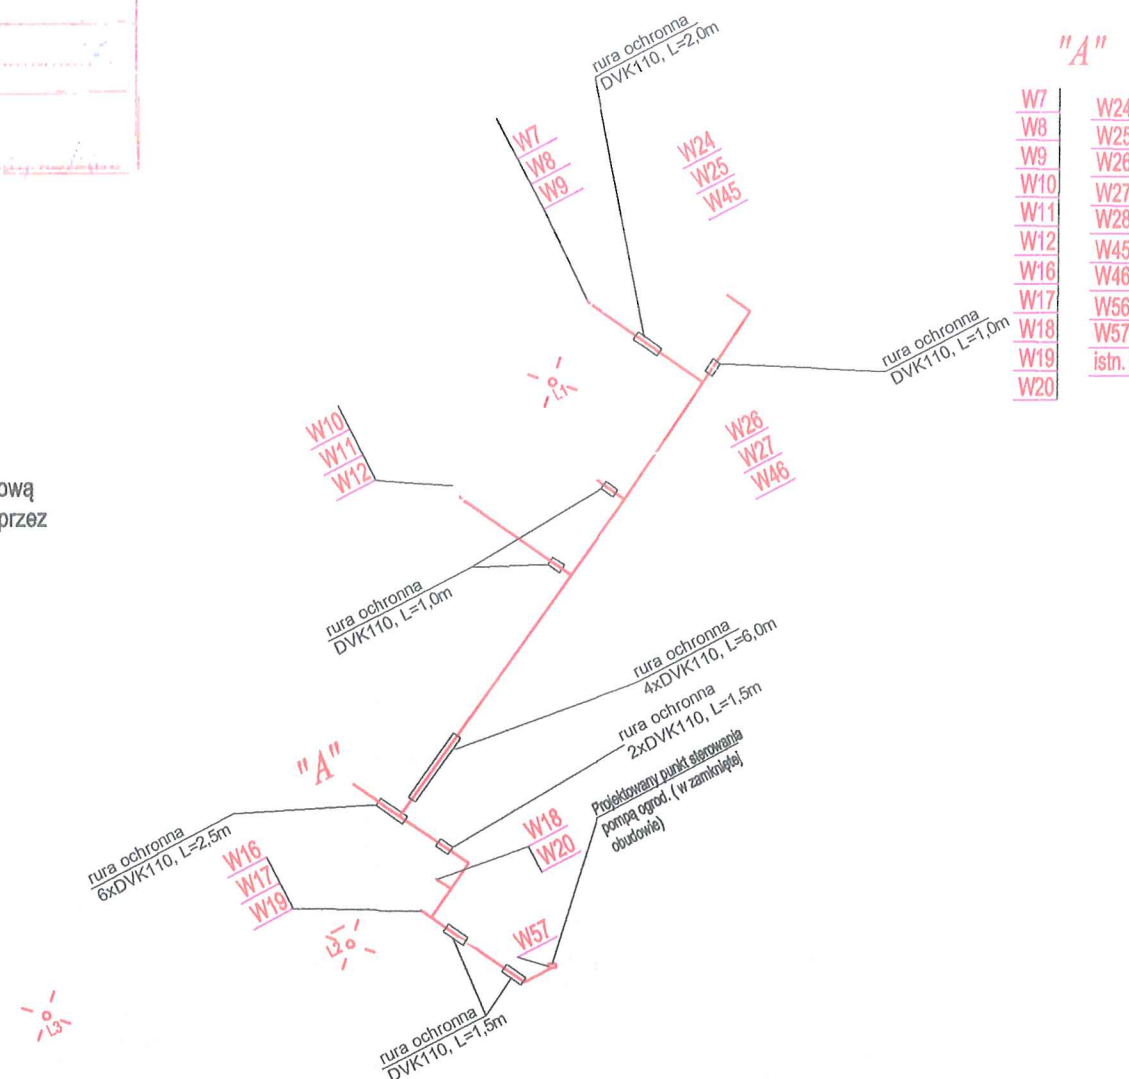 rura ochronna
DVK110, L=2,0m
"A"
W7
W8
W9
W10
W11
W12
W16
W17
W18
W19
W20
W24
W25
W26
W27
W28
W45
W46
W56
W57
istn.
W7
W8
W9
W24
W25
W45
rura ochronna
DVK110, L=1,0m
L1
W10
W11
W12
W26
W27
W46
ową
przez
rura ochronna
DVK110, L=1,0m
rura ochronna
4xDVK110, L=6,0m
rura ochronna
2xDVK110, L=1,5m
Projektowany punkt sterowania
pompą ogrod. ( w zamkniętej
obudowie)
"A"
rura ochronna
6xDVK110, L=2,5m
W18
W20
W16
W17
W19
L2
W57
L3
rura ochronna
DVK110, L=1,5m